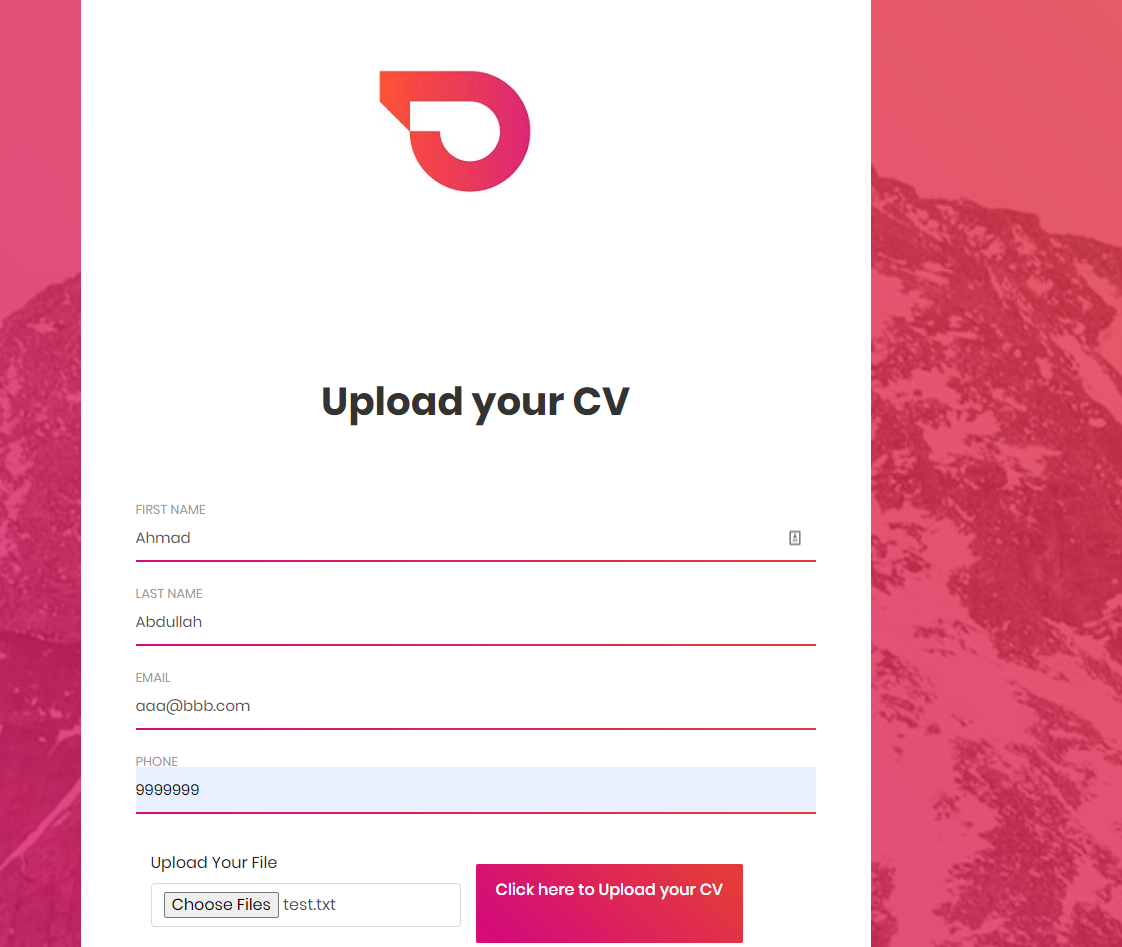 Upload your CV
FIRST NAME
Ahmad
LAST NAME
Abdullah
EMAIL
aaa@bbb.com
PHONE
9999999
Upload Your File
Choose Files test.txt
Click here to Upload your CV